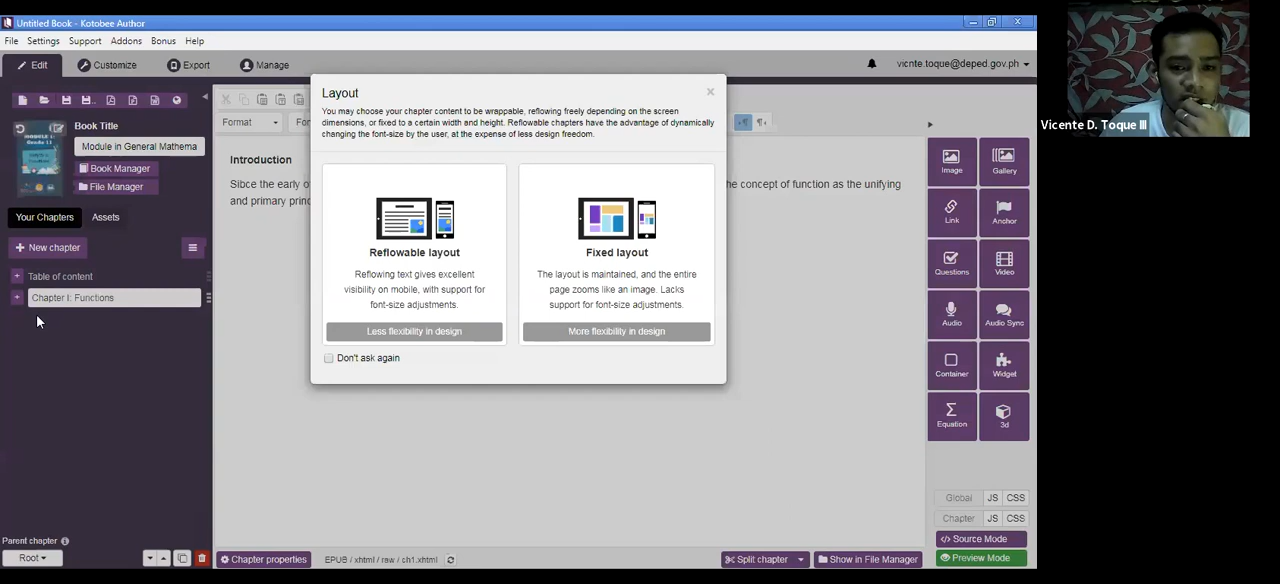 Untitled Book - Kotobee Author
File Settings Support Addons Bonus Help
Edit Customize Export Manage
vicnte.toque@deped.gov.ph
Book Title
Module in General Mathema
Book Manager
File Manager
Your Chapters Assets
New chapter
Table of content
Chapter I: Functions
Parent chapter
Root
Format
Introduction
Sibce the early o
the concept of function as the unifying
and primary prin
Layout
You may choose your chapter content to be wrappable, reflowing freely depending on the screen
dimensions, or fixed to a certain width and height. Reflowable chapters have the advantage of dynamically
changing the font-size by the user, at the expense of less design freedom.
Reflowable layout
Reflowing text gives excellent
visibility on mobile, with support for
font-size adjustments.
Less flexibility in design
Fixed layout
The layout is maintained, and the entire
page zooms like an image. Lacks
support for font-size adjustments.
More flexibility in design
Don't ask again
Image Gallery
Link Anchor
Questions Video
Audio Audio Sync
Container Widget
Equation 3d
Global JS CSS
Chapter JS CSS
</> Source Mode
Preview Mode
Chapter properties
EPUB / xhtml / raw / ch1.xhtml
Split chapter
Show in File Manager
Vicente D. Toque III